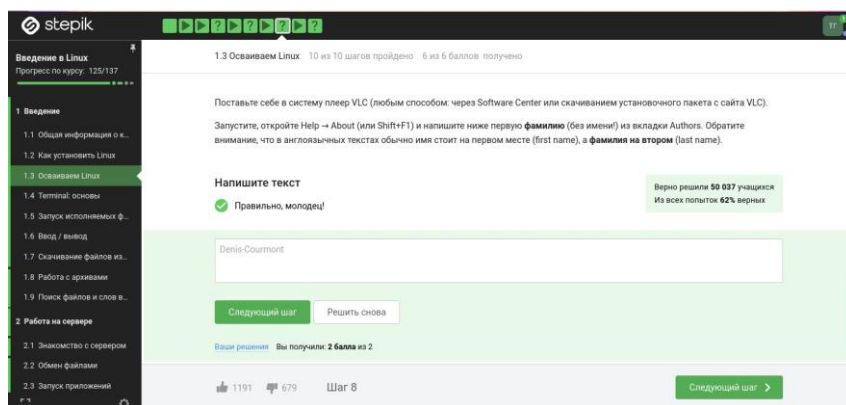 stepik
ТГ
Введение в Linux
Прогресс по курсу: 125/137
1 Введение
1.1 Общая информация о к...
1.2 Как установить Linux
1.3 Осваиваем Linux
1.4 Terminal: основы
1.5 Запуск исполняемых ф...
1.6 Ввод / вывод
1.7 Скачивание файлов из...
1.8 Работа с архивами
1.9 Поиск файлов и слов в...
2 Работа на сервере
2.1 Знакомство с сервером
2.2 Обмен файлами
2.3 Запуск приложений
1.3 Осваиваем Linux 10 из 10 шагов пройдено 6 из 6 баллов получено
Поставьте себе в систему плеер VLC (любым способом: через Software Center или скачиванием установочного пакета с сайта VLC).
Запустите, откройте Help → About (или Shift+F1) и напишите ниже первую фамилию (без имени!) из вкладки Authors. Обратите
внимание, что в англоязычных текстах обычно имя стоит на первом месте (first name), а фамилия на втором (last name).
Напишите текст
Правильно, молодец!
Верно решили 50 037 учащихся
Из всех попыток 62% верных
Denis-Courmont
Следующий шаг
Решить снова
Ваши решения Вы получили: 2 балла из 2
1191 679 Шаг 8
Следующий шаг